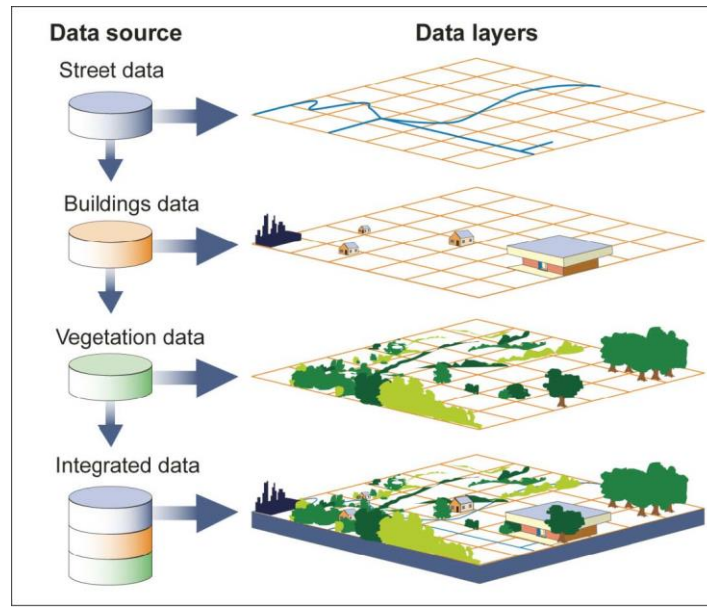 Data source
Data layers
Street data
Buildings data
Vegetation data
Integrated data